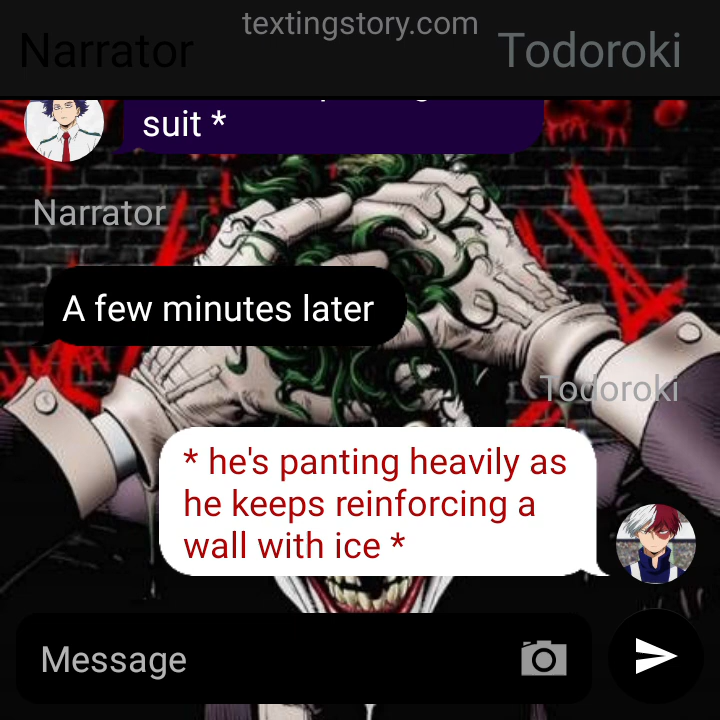 textingstory.com
Narrator
Todoroki
suit *
Narrator
A few minutes later
Todoroki
* he's panting heavily as
he keeps reinforcing a
wall with ice *
Message